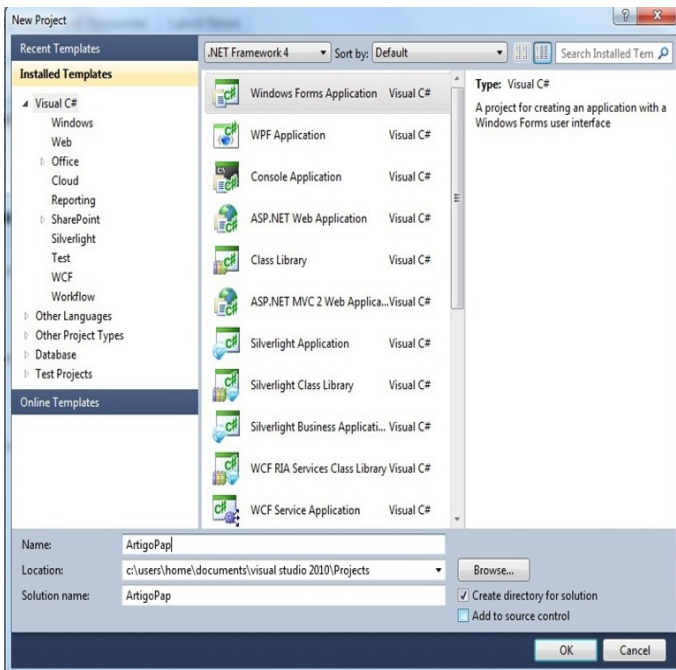 New Project
Recent Templates
.NET Framework 4
Sort by: Default
Search Installed Tem
Installed Templates
Visual C#
Windows
Web
Office
Cloud
Reporting
SharePoint
Silverlight
Test
WCF
Workflow
Other Languages
Other Project Types
Database
Test Projects
Online Templates
Windows Forms Application Visual C#
WPF Application Visual C#
Console Application Visual C#
ASP.NET Web Application Visual C#
Class Library Visual C#
ASP.NET MVC 2 Web Applica...Visual C#
Silverlight Application Visual C#
Silverlight Class Library Visual C#
Silverlight Business Applicati... Visual C#
WCF RIA Services Class Library Visual C#
WCF Service Application Visual C#
Type: Visual C#
A project for creating an application with a
Windows Forms user interface
Name: ArtigoPap
Location: c:\users\home\documents\visual studio 2010\Projects
Browse...
Solution name: ArtigoPap
Create directory for solution
Add to source control
OK Cancel